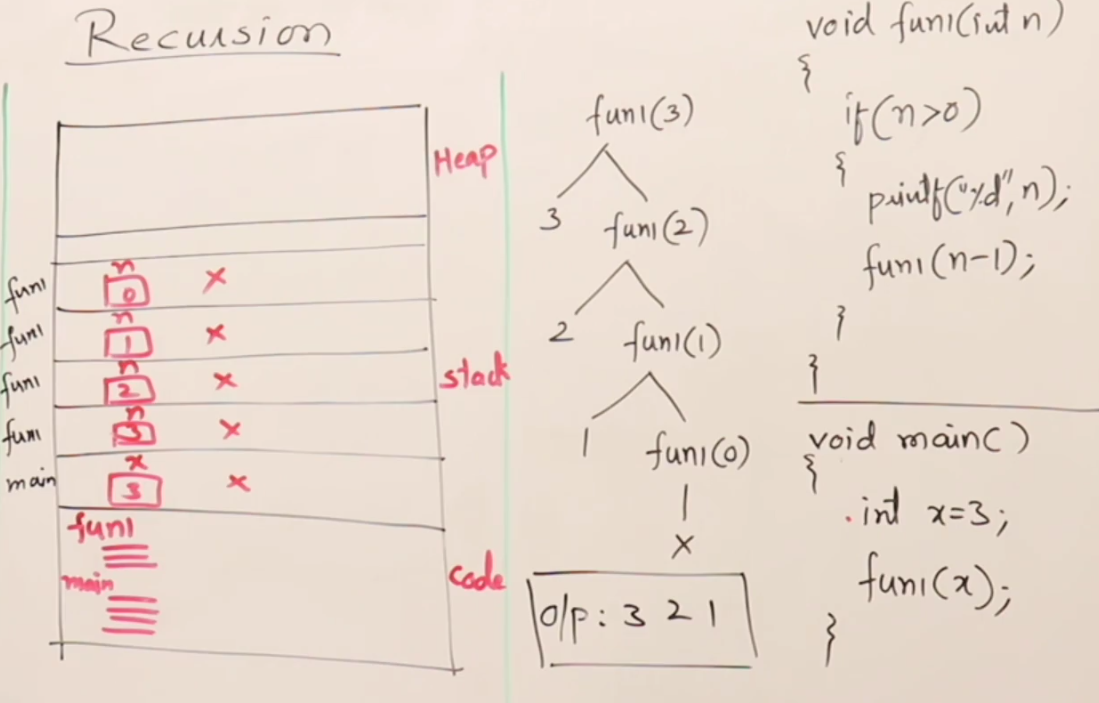 Recursion
Heap
fun1 n 0 ×
fun1 n 1 ×
fun1 n 2 ×
fun1 n 3 ×
main x 3 ×
stack
fun1
main
code
fun1(3)
3 fun1(2)
2 fun1(1)
1 fun1(0)
×
o/p: 3 2 1
void fun1(int n)
{
if(n>0)
{
printf("%d", n);
fun1(n-1);
}
}
void main()
{
int x=3;
fun1(x);
}